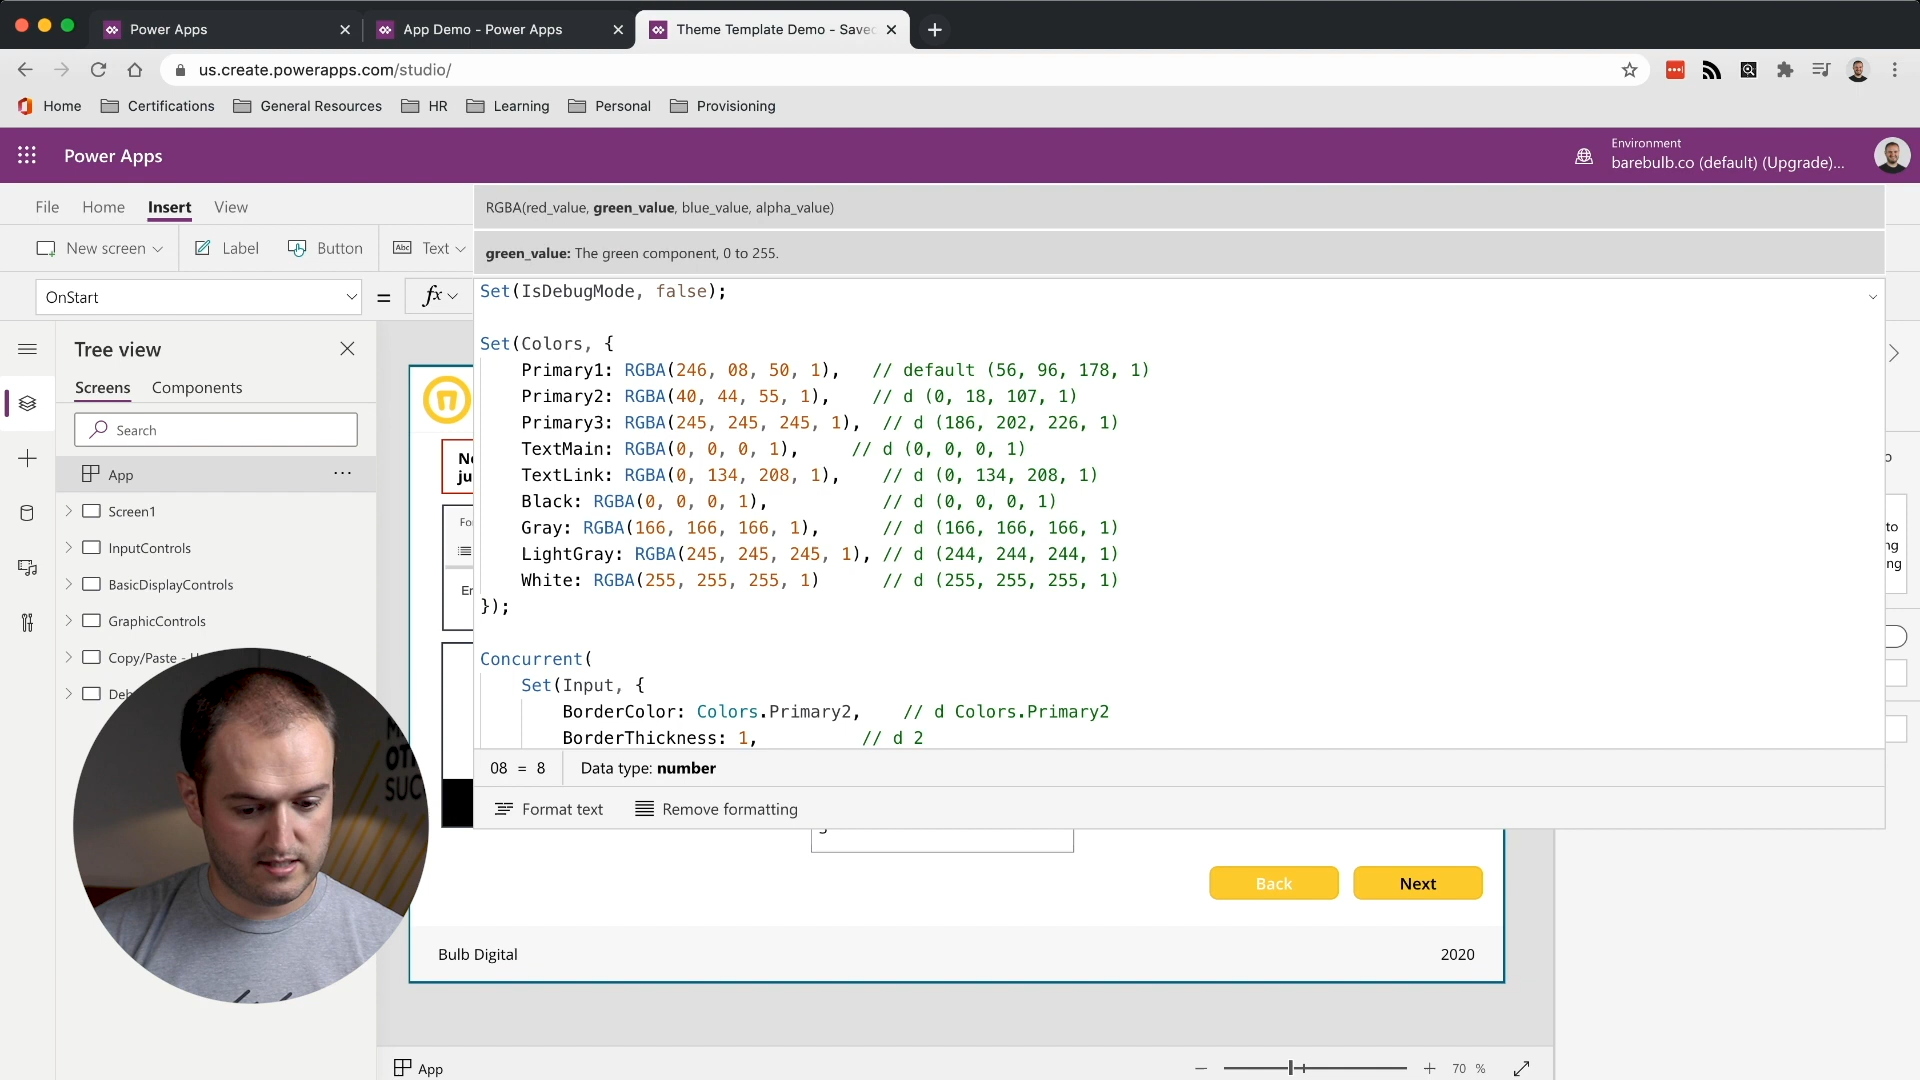 Power Apps
App Demo - Power Apps
Theme Template Demo - Saved
us.create.powerapps.com/studio/
Home Certifications General Resources HR Learning Personal Provisioning
Power Apps
Environment
barebulb.co (default) (Upgrade)...
File Home Insert View
New screen Label Button Abc Text
RGBA(red_value, green_value, blue_value, alpha_value)
green_value: The green component, 0 to 255.
OnStart = fx
Tree view
Screens Components
Search
App ...
Screen1
InputControls
BasicDisplayControls
GraphicControls
Copy/Paste -
Set(IsDebugMode, false);
Set(Colors, {
Primary1: RGBA(246, 08, 50, 1), // default (56, 96, 178, 1)
Primary2: RGBA(40, 44, 55, 1), // d (0, 18, 107, 1)
Primary3: RGBA(245, 245, 245, 1), // d (186, 202, 226, 1)
TextMain: RGBA(0, 0, 0, 1), // d (0, 0, 0, 1)
TextLink: RGBA(0, 134, 208, 1), // d (0, 134, 208, 1)
Black: RGBA(0, 0, 0, 1), // d (0, 0, 0, 1)
Gray: RGBA(166, 166, 166, 1), // d (166, 166, 166, 1)
LightGray: RGBA(245, 245, 245, 1), // d (244, 244, 244, 1)
White: RGBA(255, 255, 255, 1) // d (255, 255, 255, 1)
});
Concurrent(
Set(Input, {
BorderColor: Colors.Primary2, // d Colors.Primary2
BorderThickness: 1, // d 2
08 = 8 Data type: number
Format text Remove formatting
Back Next
Bulb Digital 2020
App 70 %